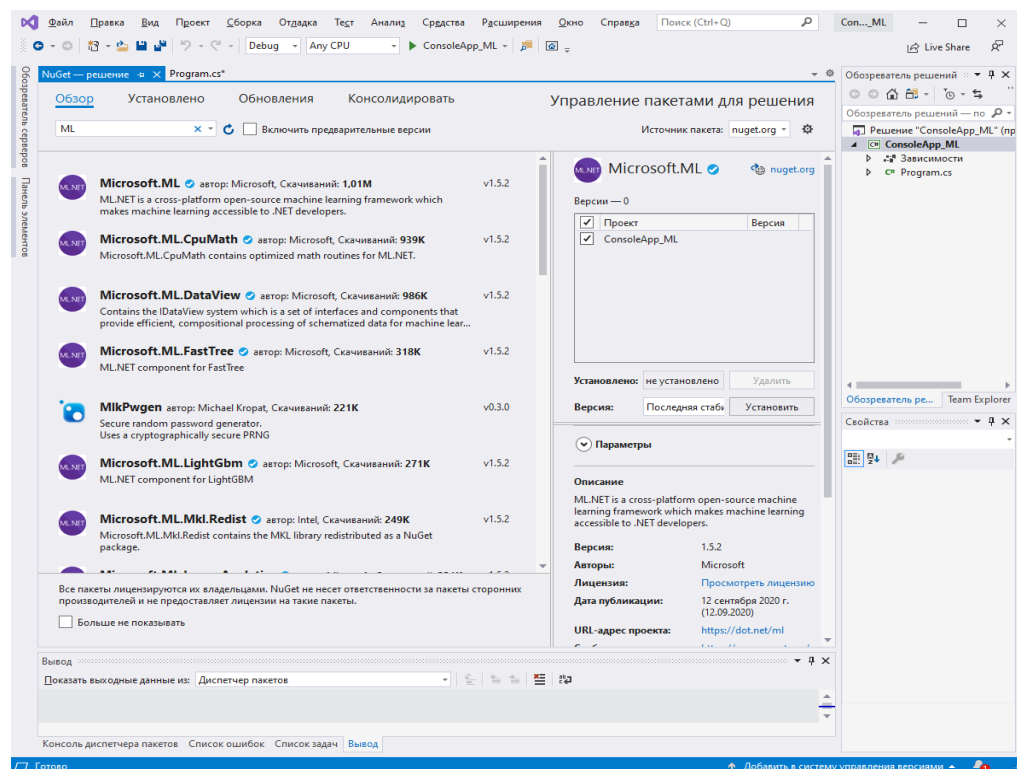 Файл Правка Вид Проект Сборка Отладка Тест Анализ Средства Расширения Окно Справка Поиск (Ctrl+Q) Con..._ML
Debug Any CPU ConsoleApp_ML Live Share
Обозреватель серверов
Панель элементов
NuGet — решение Program.cs*
Обзор Установлено Обновления Консолидировать
Управление пакетами для решения
ML Включить предварительные версии
Источник пакета: nuget.org
Microsoft.ML автор: Microsoft, Скачиваний: 1,01M v1.5.2
ML.NET is a cross-platform open-source machine learning framework which
makes machine learning accessible to .NET developers.
Microsoft.ML.CpuMath автор: Microsoft, Скачиваний: 939K v1.5.2
Microsoft.ML.CpuMath contains optimized math routines for ML.NET.
Microsoft.ML.DataView автор: Microsoft, Скачиваний: 986K v1.5.2
Contains the IDataView system which is a set of interfaces and components that
provide efficient, compositional processing of schematized data for machine lear...
Microsoft.ML.FastTree автор: Microsoft, Скачиваний: 318K v1.5.2
ML.NET component for FastTree
MlkPwgen автор: Michael Kropat, Скачиваний: 221K v0.3.0
Secure random password generator.
Uses a cryptographically secure PRNG
Microsoft.ML.LightGbm автор: Microsoft, Скачиваний: 271K v1.5.2
ML.NET component for LightGBM
Microsoft.ML.Mkl.Redist автор: Intel, Скачиваний: 249K v1.5.2
Microsoft.ML.Mkl.Redist contains the MKL library redistributed as a NuGet
package.
Все пакеты лицензируются их владельцами. NuGet не несет ответственности за пакеты сторонних
производителей и не предоставляет лицензии на такие пакеты.
Больше не показывать
ML.NET Microsoft.ML nuget.org
Версии — 0
Проект Версия
ConsoleApp_ML
Установлено: не установлено Удалить
Версия: Последняя стаби Установить
Параметры
Описание
ML.NET is a cross-platform open-source machine
learning framework which makes machine learning
accessible to .NET developers.
Версия: 1.5.2
Авторы: Microsoft
Лицензия: Просмотреть лицензию
Дата публикации: 12 сентября 2020 г.
(12.09.2020)
URL-адрес проекта: https://dot.net/ml
Обозреватель решений
Обозреватель решений — по
Решение "ConsoleApp_ML" (пр
ConsoleApp_ML
Зависимости
C# Program.cs
Обозреватель ре... Team Explorer
Свойства
Вывод
Показать выходные данные из: Диспетчер пакетов
Консоль диспетчера пакетов Список ошибок Список задач Вывод
Готово Добавить в систему управления версиями